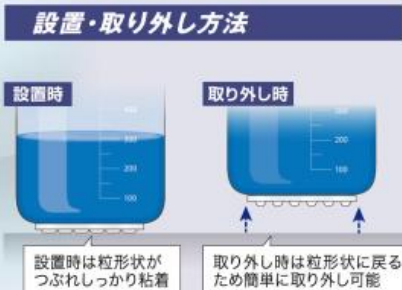 設置・取り外し方法
設置時
取り外し時
200
100
200
100
設置時は粒形状が
つぶれしっかり粘着
取り外し時は粒形状に戻る
ため簡単に取り外し可能